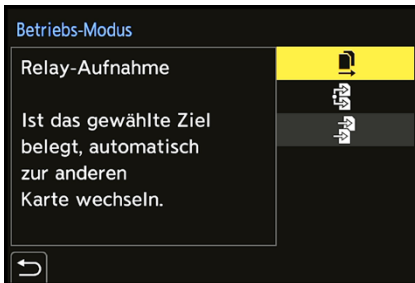 Betriebs-Modus
Relay-Aufnahme
Ist das gewählte Ziel
belegt, automatisch
zur anderen
Karte wechseln.